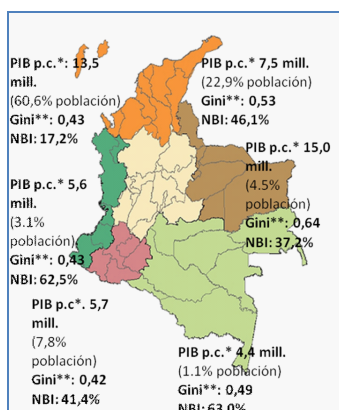 PIB p.c.*: 13,5
mill.
(60,6% población)
Gini**: 0,43
NBI: 17,2%
PIB p.c.* 7,5 mill.
(22,9% población)
Gini**: 0,53
NBI: 46,1%
PIB p.c.* 15,0
mill.
(4.5%
población)
Gini**: 0,64
NBI: 37,2%
PIB p.c.* 5,6
mill.
(3.1%
población)
Gini**: 0,43
NBI: 62,5%
PIB p.c*. 5,7
mill.
(7,8%
población)
Gini**: 0,42
NBI: 41,4%
PIB p.c.* 4,4 mill.
(1.1% población)
Gini**: 0,49
NBI: 63,0%